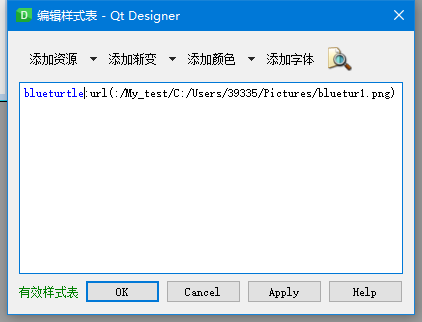 编辑样式表 - Qt Designer
添加资源 添加渐变 添加颜色 添加字体
blueturtle:url(:/My_test/C:/Users/39335/Pictures/bluetur1.png)
有效样式表 OK Cancel Apply Help